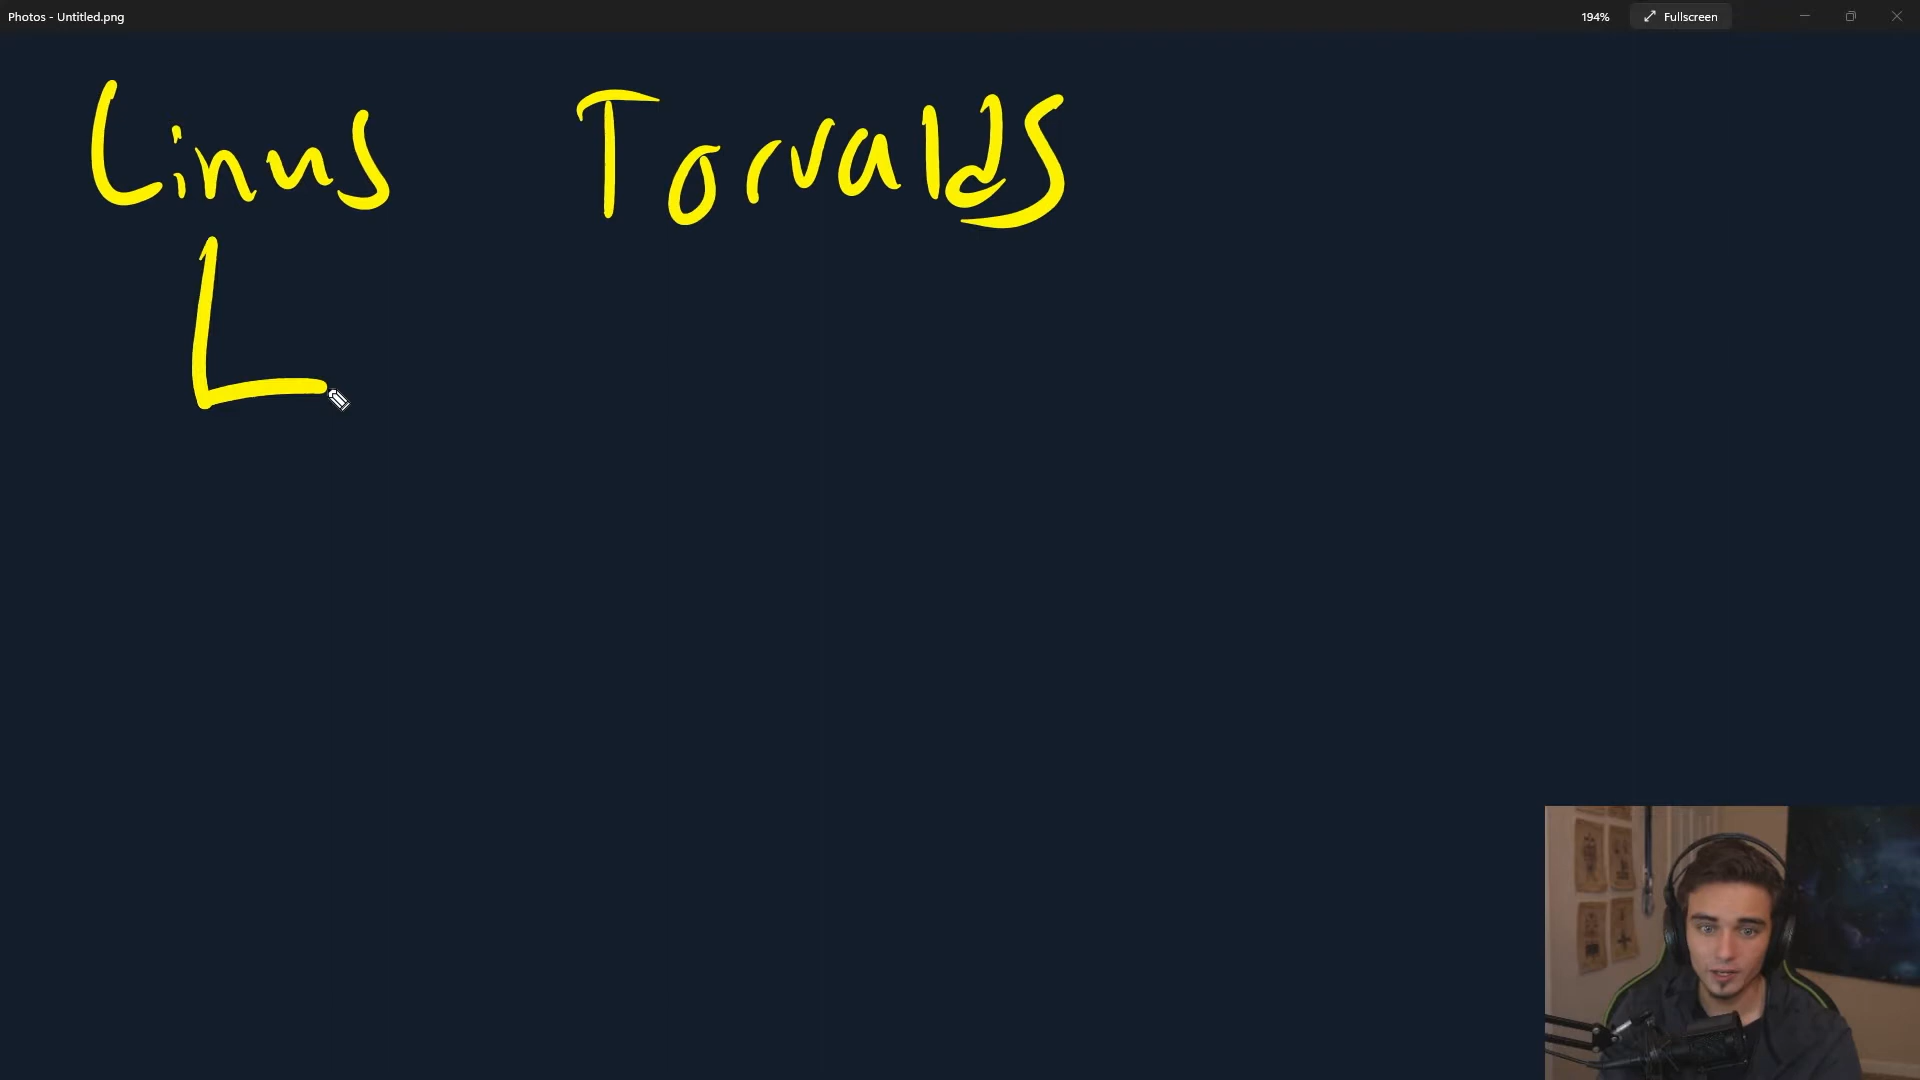 Photos - Untitled.png
194%
Fullscreen
Linus Torvalds
L